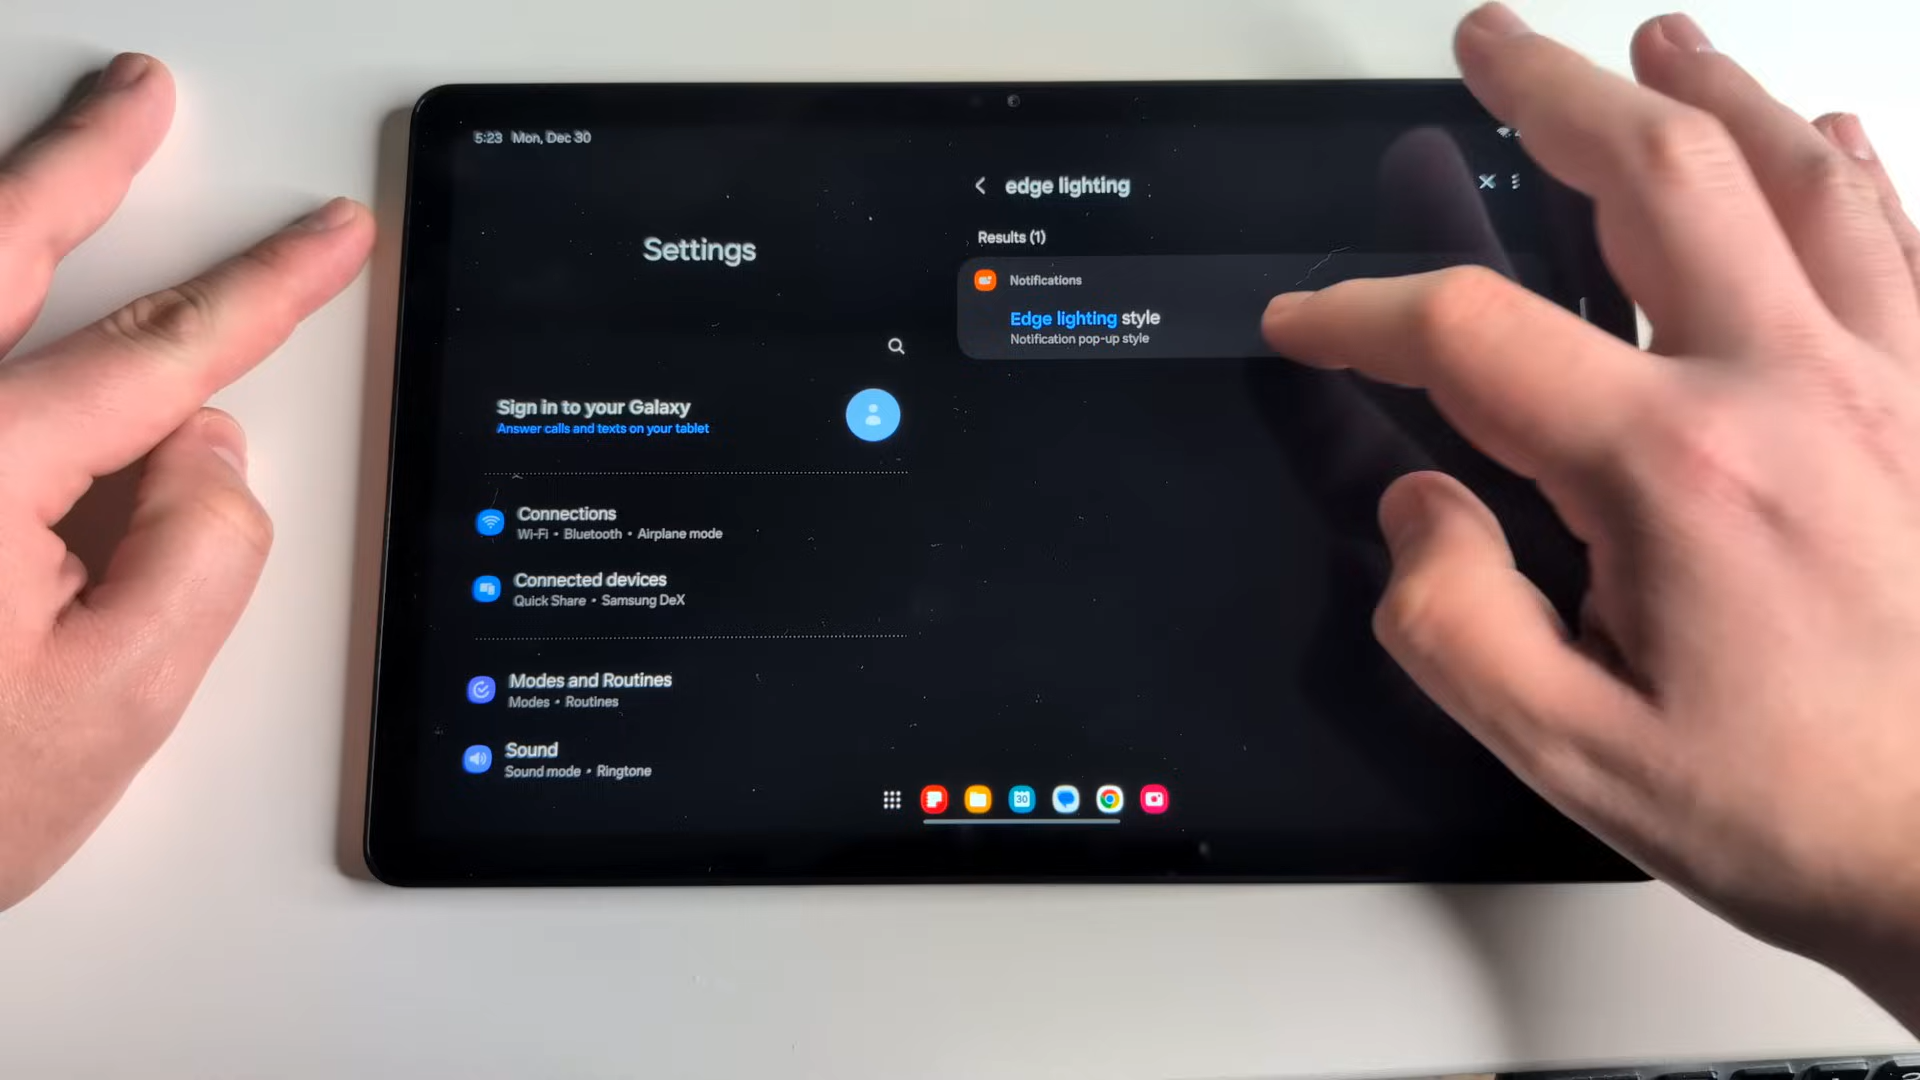 5:23 Mon, Dec 30
Settings
Sign in to your Galaxy
Answer calls and texts on your tablet
Connections
Wi-Fi • Bluetooth • Airplane mode
Connected devices
Quick Share • Samsung DeX
Modes and Routines
Modes • Routines
Sound
Sound mode • Ringtone
edge lighting
Results (1)
Notifications
Edge lighting style
Notification pop-up style
30